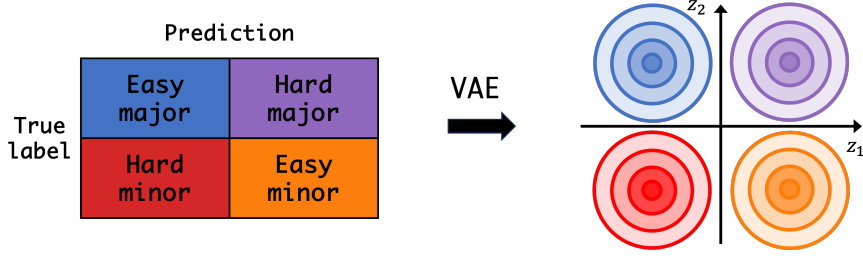 Prediction
True
label
Easy
major
Hard
major
Hard
minor
Easy
minor
VAE
z₂
z₁